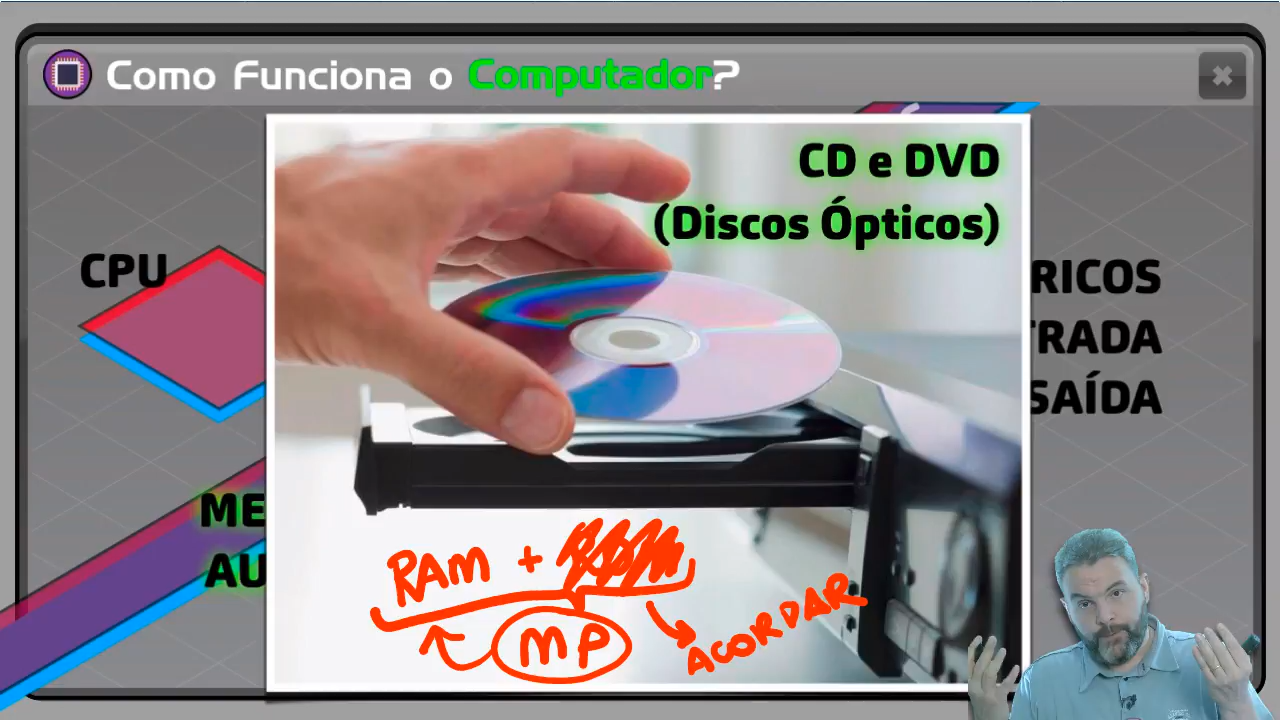 Como Funciona o Computador?
CD e DVD
(Discos Ópticos)
CPU
RICOS
TRADA
SAÍDA
ME
AU
RAM +
MP
ACORDAR